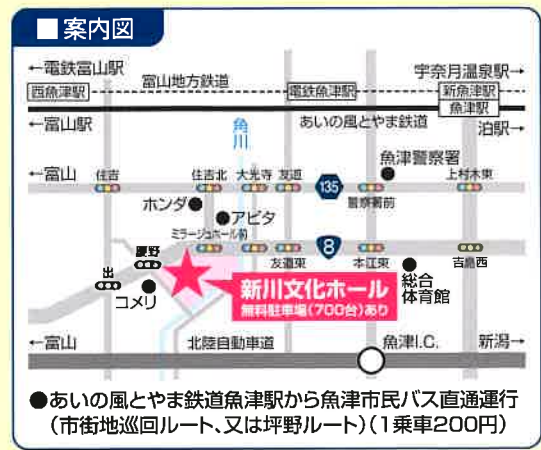 ■案内図
←電鉄富山駅
宇奈月温泉駅→
富山地方鉄道
西魚津駅
電鉄魚津駅
新魚津駅
魚津駅
←富山駅
あいの風とやま鉄道
泊駅→
角川
←富山
住吉
住吉北
大光寺
友道
135
魚津警察署
上村木東
ホンダ
アピタ
警察署前
ミラージュホール前
8
慶野
友道東
本江東
吉島西
出
コメリ
新川文化ホール
無料駐車場(700台)あり
総合
体育館
←富山
北陸自動車道
魚津I.C.
新潟→
●あいの風とやま鉄道魚津駅から魚津市民バス直通運行
(市街地巡回ルート、又は坪野ルート)(1乗車200円)